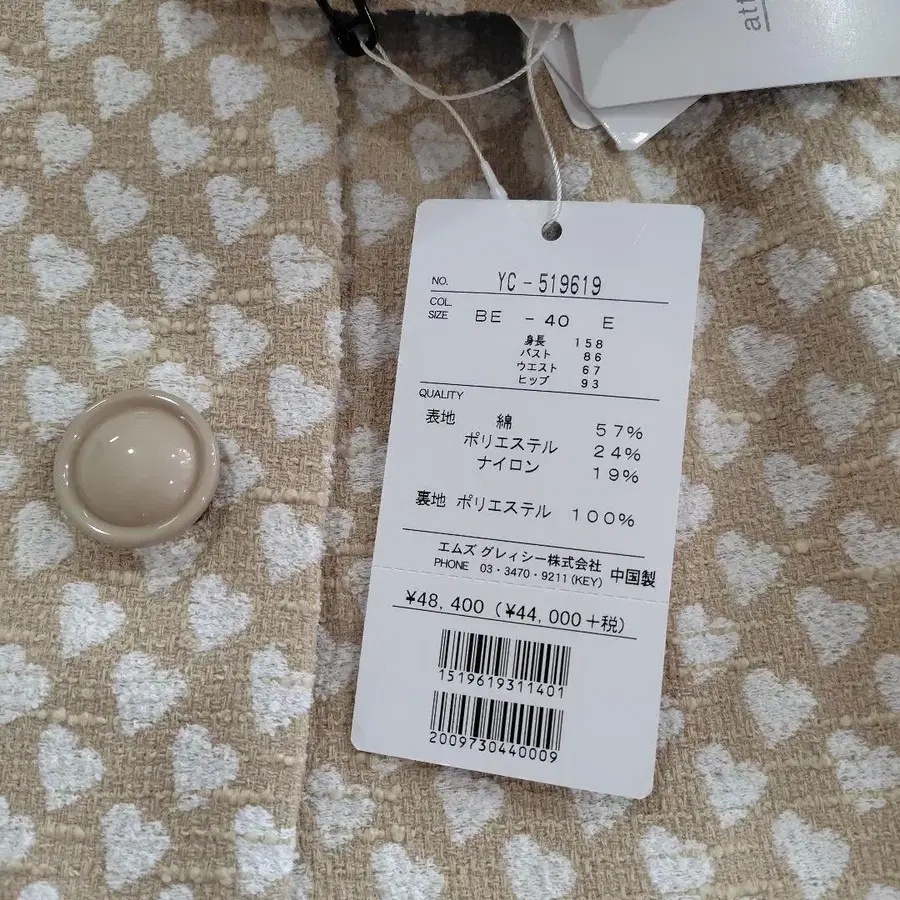 att
NO. YC-519619
COL.
SIZE BE - 40 E
身長 158
バスト 86
ウエスト 67
ヒップ 93
QUALITY
表地 綿 57%
ポリエステル 24%
ナイロン 19%
裏地 ポリエステル 100%
エムズ グレィシー株式会社
PHONE 03・3470・9211(KEY) 中国製
¥48,400 (¥44,000+税)
1519619311401
2009730440009